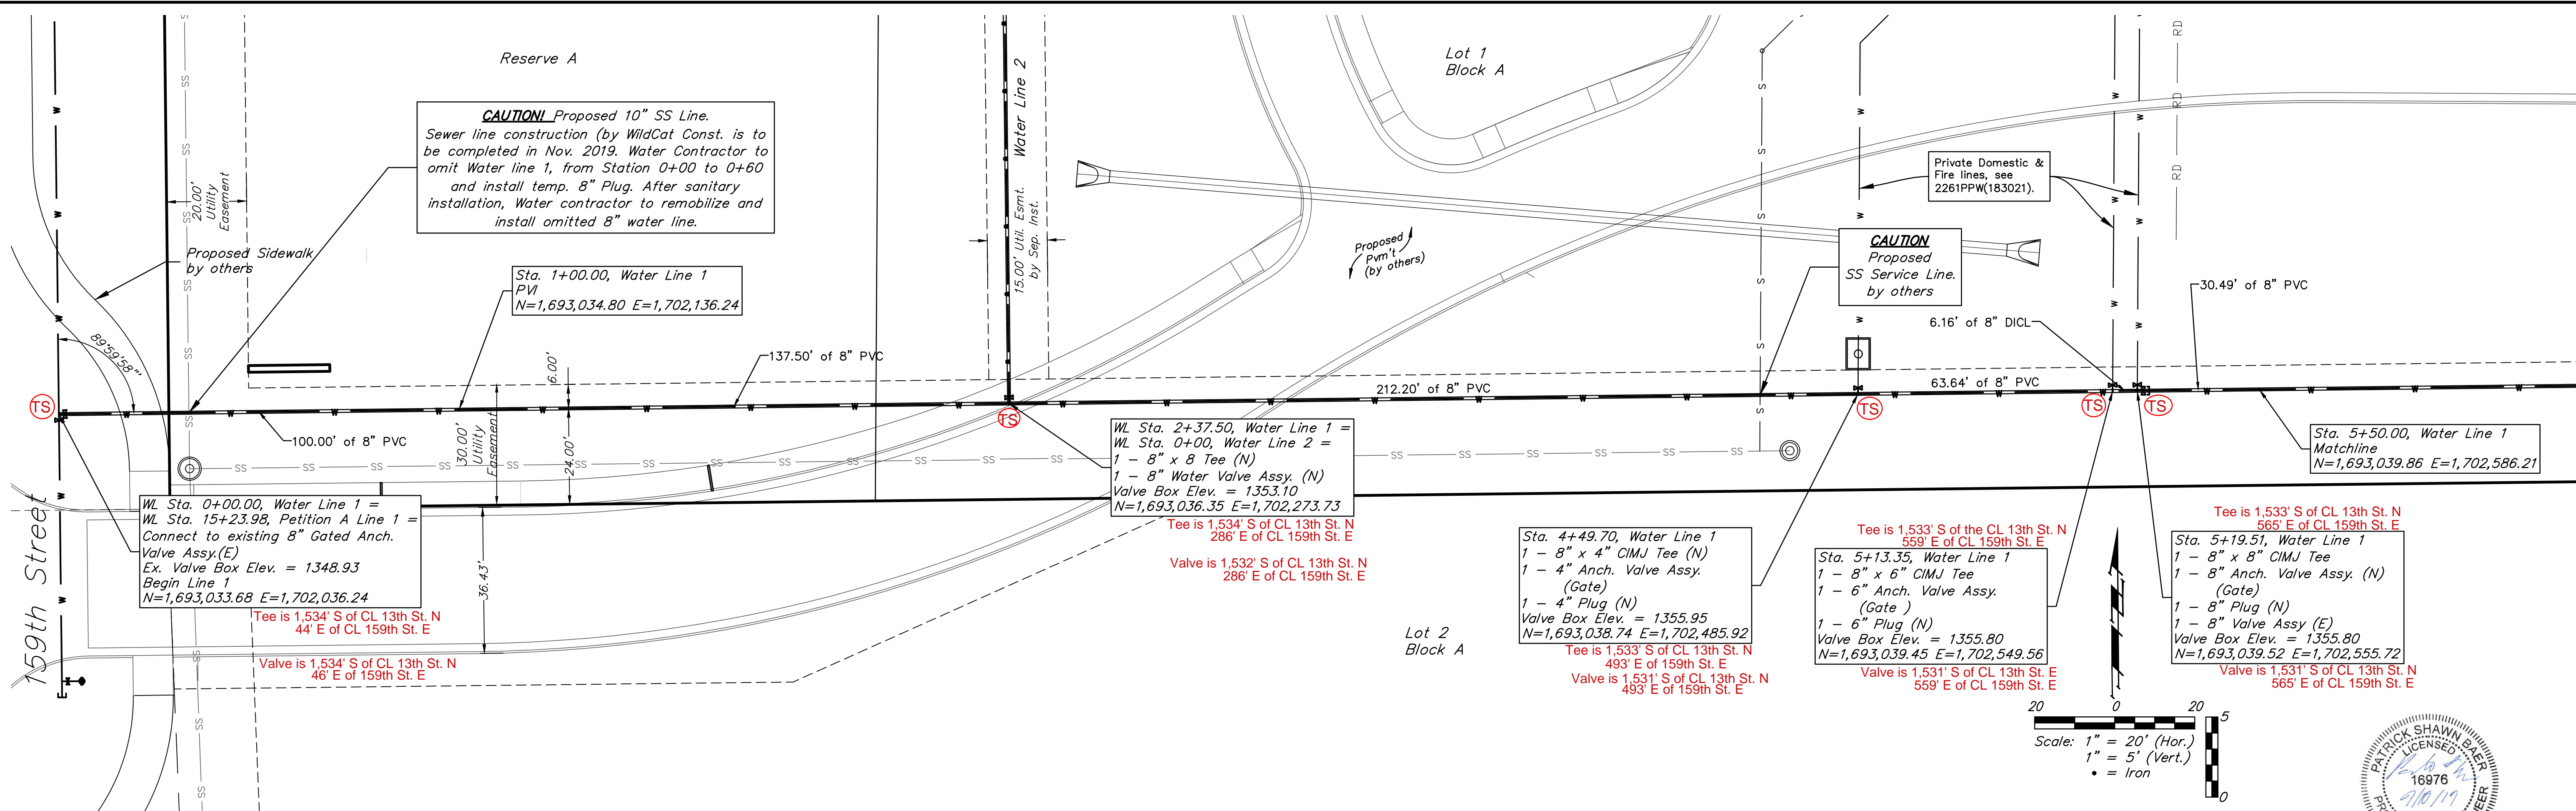 Reserve A
CAUTION! Proposed 10" SS Line.
Sewer line construction (by WildCat Const. is to
be completed in Nov. 2019. Water Contractor to
omit Water line 1, from Station 0+00 to 0+60
and install temp. 8" Plug. After sanitary
installation, Water contractor to remobilize and
install omitted 8" water line.
20.00'
Utility
Easement
Proposed Sidewalk
by others
89°59'58"
Sta. 1+00.00, Water Line 1
PVI
N=1,693,034.80 E=1,702,136.24
Water Line 2
15.00' Util. Esmt.
by Sep. Inst.
Lot 1
Block A
Proposed
Pvm't
(by others)
Private Domestic &
Fire lines, see
2261PPW(183021).
CAUTION
Proposed
SS Service Line.
by others
RD
RD
RD
6.00'
137.50' of 8" PVC
212.20' of 8" PVC
63.64' of 8" PVC
6.16' of 8" DICL
30.49' of 8" PVC
TS
TS
TS
TS
TS
100.00' of 8" PVC
30.00'
Utility
Easement
24.00'
36.43'
159th Street
WL Sta. 0+00.00, Water Line 1 =
WL Sta. 15+23.98, Petition A Line 1 =
Connect to existing 8" Gated Anch.
Valve Assy.(E)
Ex. Valve Box Elev. = 1348.93
Begin Line 1
N=1,693,033.68 E=1,702,036.24
Tee is 1,534' S of CL 13th St. N
44' E of CL 159th St. E
Valve is 1,534' S of CL 13th St. N
46' E of 159th St. E
WL Sta. 2+37.50, Water Line 1 =
WL Sta. 0+00, Water Line 2 =
1 - 8" x 8 Tee (N)
1 - 8" Water Valve Assy. (N)
Valve Box Elev. = 1353.10
N=1,693,036.35 E=1,702,273.73
Tee is 1,534' S of CL 13th St. N
286' E of CL 159th St. E
Valve is 1,532' S of CL 13th St. N
286' E of CL 159th St. E
Lot 2
Block A
Sta. 4+49.70, Water Line 1
1 - 8" x 4" CIMJ Tee (N)
1 - 4" Anch. Valve Assy.
(Gate)
1 - 4" Plug (N)
Valve Box Elev. = 1355.95
N=1,693,038.74 E=1,702,485.92
Tee is 1,533' S of CL 13th St. N
493' E of 159th St. E
Valve is 1,531' S of CL 13th St. N
493' E of 159th St. E
Tee is 1,533' S of the CL 13th St. N
559' E of CL 159th St. E
Sta. 5+13.35, Water Line 1
1 - 8" x 6" CIMJ Tee
1 - 6" Anch. Valve Assy.
(Gate )
1 - 6" Plug (N)
Valve Box Elev. = 1355.80
N=1,693,039.45 E=1,702,549.56
Valve is 1,531' S of CL 13th St. E
559' E of CL 159th St. E
Sta. 5+50.00, Water Line 1
Matchline
N=1,693,039.86 E=1,702,586.21
Tee is 1,533' S of CL 13th St. N
565' E of CL 159th St. E
Sta. 5+19.51, Water Line 1
1 - 8" x 8" CIMJ Tee
1 - 8" Anch. Valve Assy. (N)
(Gate)
1 - 8" Plug (N)
1 - 8" Valve Assy (E)
Valve Box Elev. = 1355.80
N=1,693,039.52 E=1,702,555.72
Valve is 1,531' S of CL 13th St. N
565' E of CL 159th St. E
20 0 20
5
0
Scale: 1" = 20' (Hor.)
1" = 5' (Vert.)
• = Iron
PATRICK SHAWN BAER
LICENSED
16976